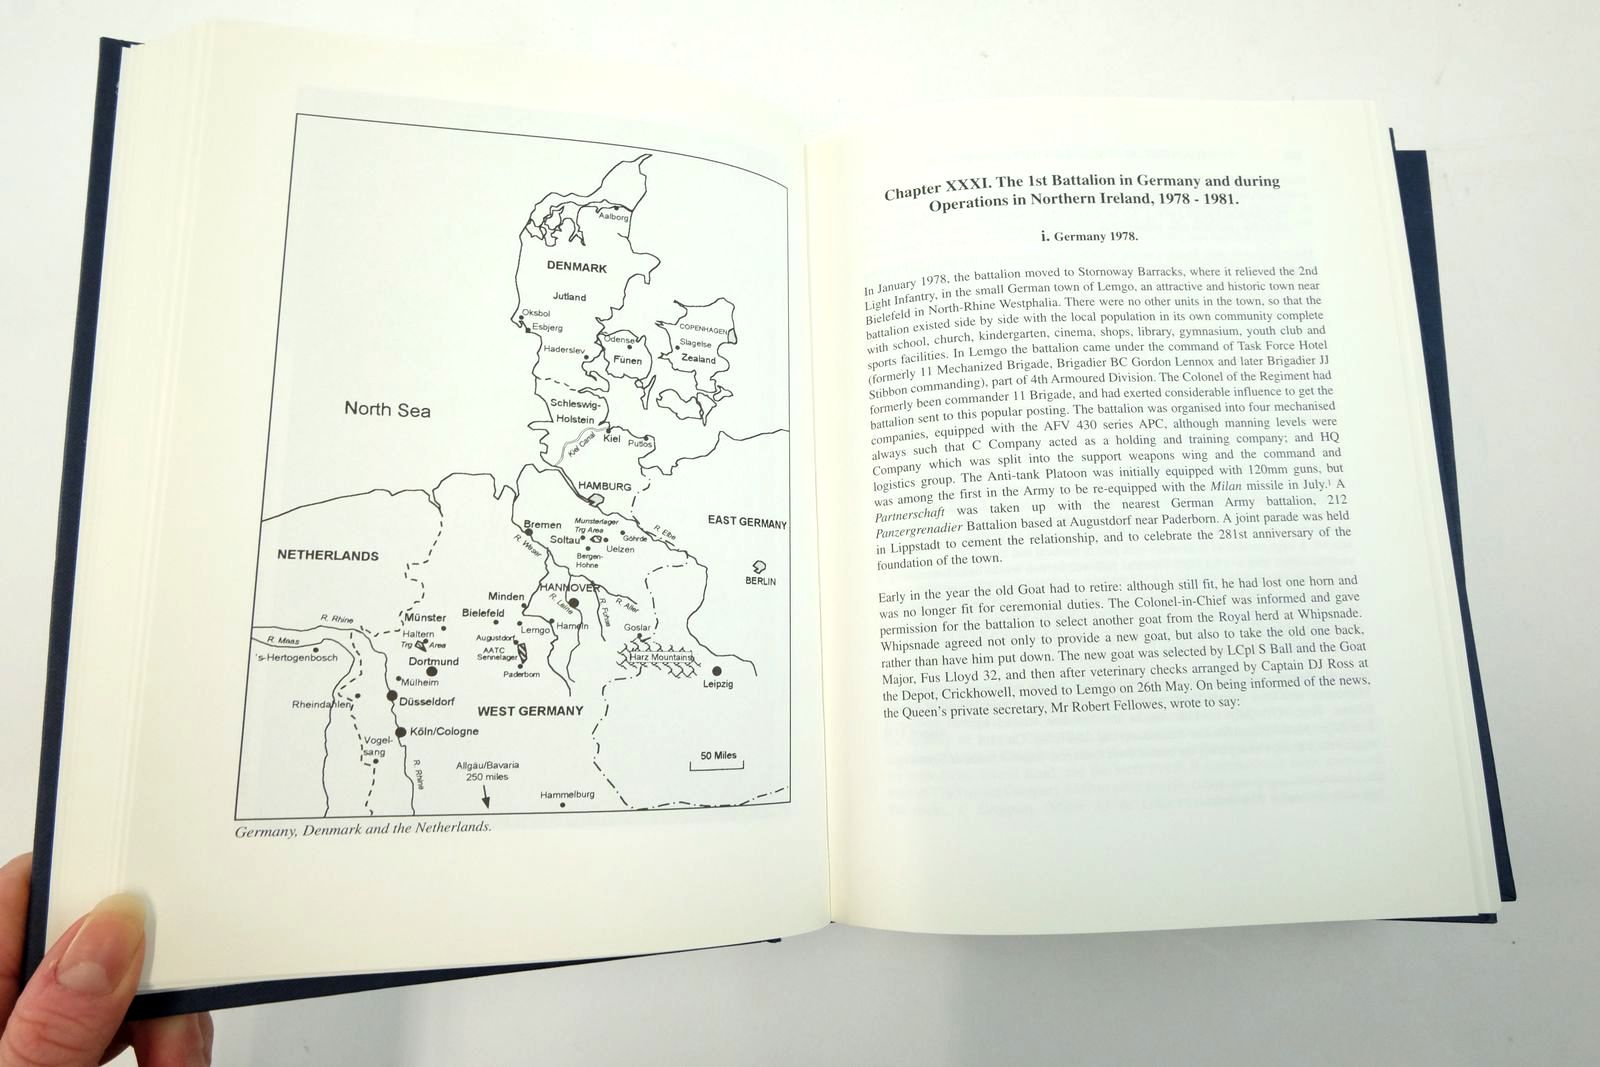 Aalborg
DENMARK
Jutland
Oksbol
Esbjerg
COPENHAGEN
Odense
Slagelse
Haderslev
Fünen
Zealand
Schleswig-
Holstein
North Sea
Kiel Canal
Kiel
Putlos
HAMBURG
EAST GERMANY
Bremen
Munsterlager
Trg Area
R. Elbe
Soltau
Göhrde
Uelzen
R. Weser
Bergen-
Hohne
NETHERLANDS
BERLIN
HANNOVER
Minden
R. Leine
R. Aller
R. Fuhse
Bielefeld
Münster
R. Rhine
Lemgo
Hameln
Goslar
Haltern
Trg Area
Augustdorf
R. Maas
AATC
Sennelager
's-Hertogenbosch
Harz Mountains
Dortmund
Paderborn
Leipzig
Mülheim
Rheindahlen
Düsseldorf
WEST GERMANY
Köln/Cologne
Vogel-
sang
50 Miles
R. Rhine
Allgäu/Bavaria
250 miles
Hammelburg
Germany, Denmark and the Netherlands.
Chapter XXXI. The 1st Battalion in Germany and during
Operations in Northern Ireland, 1978 - 1981.
i. Germany 1978.
In January 1978, the battalion moved to Stornoway Barracks, where it relieved the 2nd
Light Infantry, in the small German town of Lemgo, an attractive and historic town near
Bielefeld in North-Rhine Westphalia. There were no other units in the town, so that the
battalion existed side by side with the local population in its own community complete
with school, church, kindergarten, cinema, shops, library, gymnasium, youth club and
sports facilities. In Lemgo the battalion came under the command of Task Force Hotel
(formerly 11 Mechanized Brigade, Brigadier BC Gordon Lennox and later Brigadier JJ
Stibbon commanding), part of 4th Armoured Division. The Colonel of the Regiment had
formerly been commander 11 Brigade, and had exerted considerable influence to get the
battalion sent to this popular posting. The battalion was organised into four mechanised
companies, equipped with the AFV 430 series APC, although manning levels were
always such that C Company acted as a holding and training company; and HQ
Company which was split into the support weapons wing and the command and
logistics group. The Anti-tank Platoon was initially equipped with 120mm guns, but
was among the first in the Army to be re-equipped with the Milan missile in July.¹ A
Partnerschaft was taken up with the nearest German Army battalion, 212
Panzergrenadier Battalion based at Augustdorf near Paderborn. A joint parade was held
in Lippstadt to cement the relationship, and to celebrate the 281st anniversary of the
foundation of the town.
Early in the year the old Goat had to retire: although still fit, he had lost one horn and
was no longer fit for ceremonial duties. The Colonel-in-Chief was informed and gave
permission for the battalion to select another goat from the Royal herd at Whipsnade.
Whipsnade agreed not only to provide a new goat, but also to take the old one back,
rather than have him put down. The new goat was selected by LCpl S Ball and the Goat
Major, Fus Lloyd 32, and then after veterinary checks arranged by Captain DJ Ross at
the Depot, Crickhowell, moved to Lemgo on 26th May. On being informed of the news,
the Queen's private secretary, Mr Robert Fellowes, wrote to say: